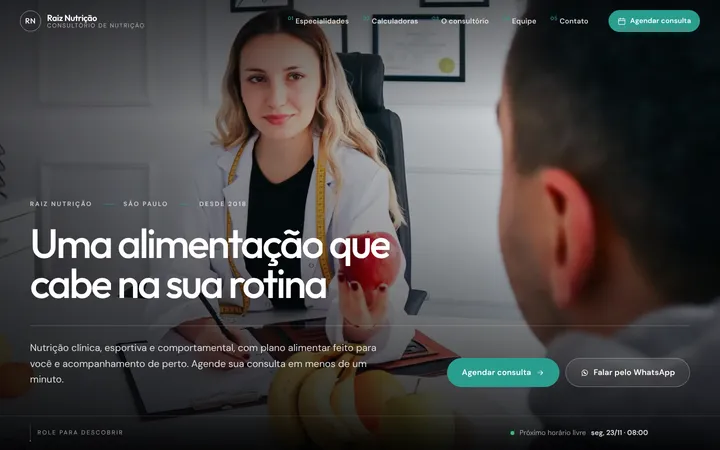 RN
Raiz Nutrição
CONSULTÓRIO DE NUTRIÇÃO
01 Especialidades
Calculadoras
O consultório
Equipe
05 Contato
Agendar consulta
RAIZ NUTRIÇÃO — SÃO PAULO — DESDE 2018
Uma alimentação que
cabe na sua rotina
Nutrição clínica, esportiva e comportamental, com plano alimentar feito para
você e acompanhamento de perto. Agende sua consulta em menos de um
minuto.
Agendar consulta →
Falar pelo WhatsApp
ROLE PARA DESCOBRIR
Próximo horário livre seg, 23/11 · 08:00